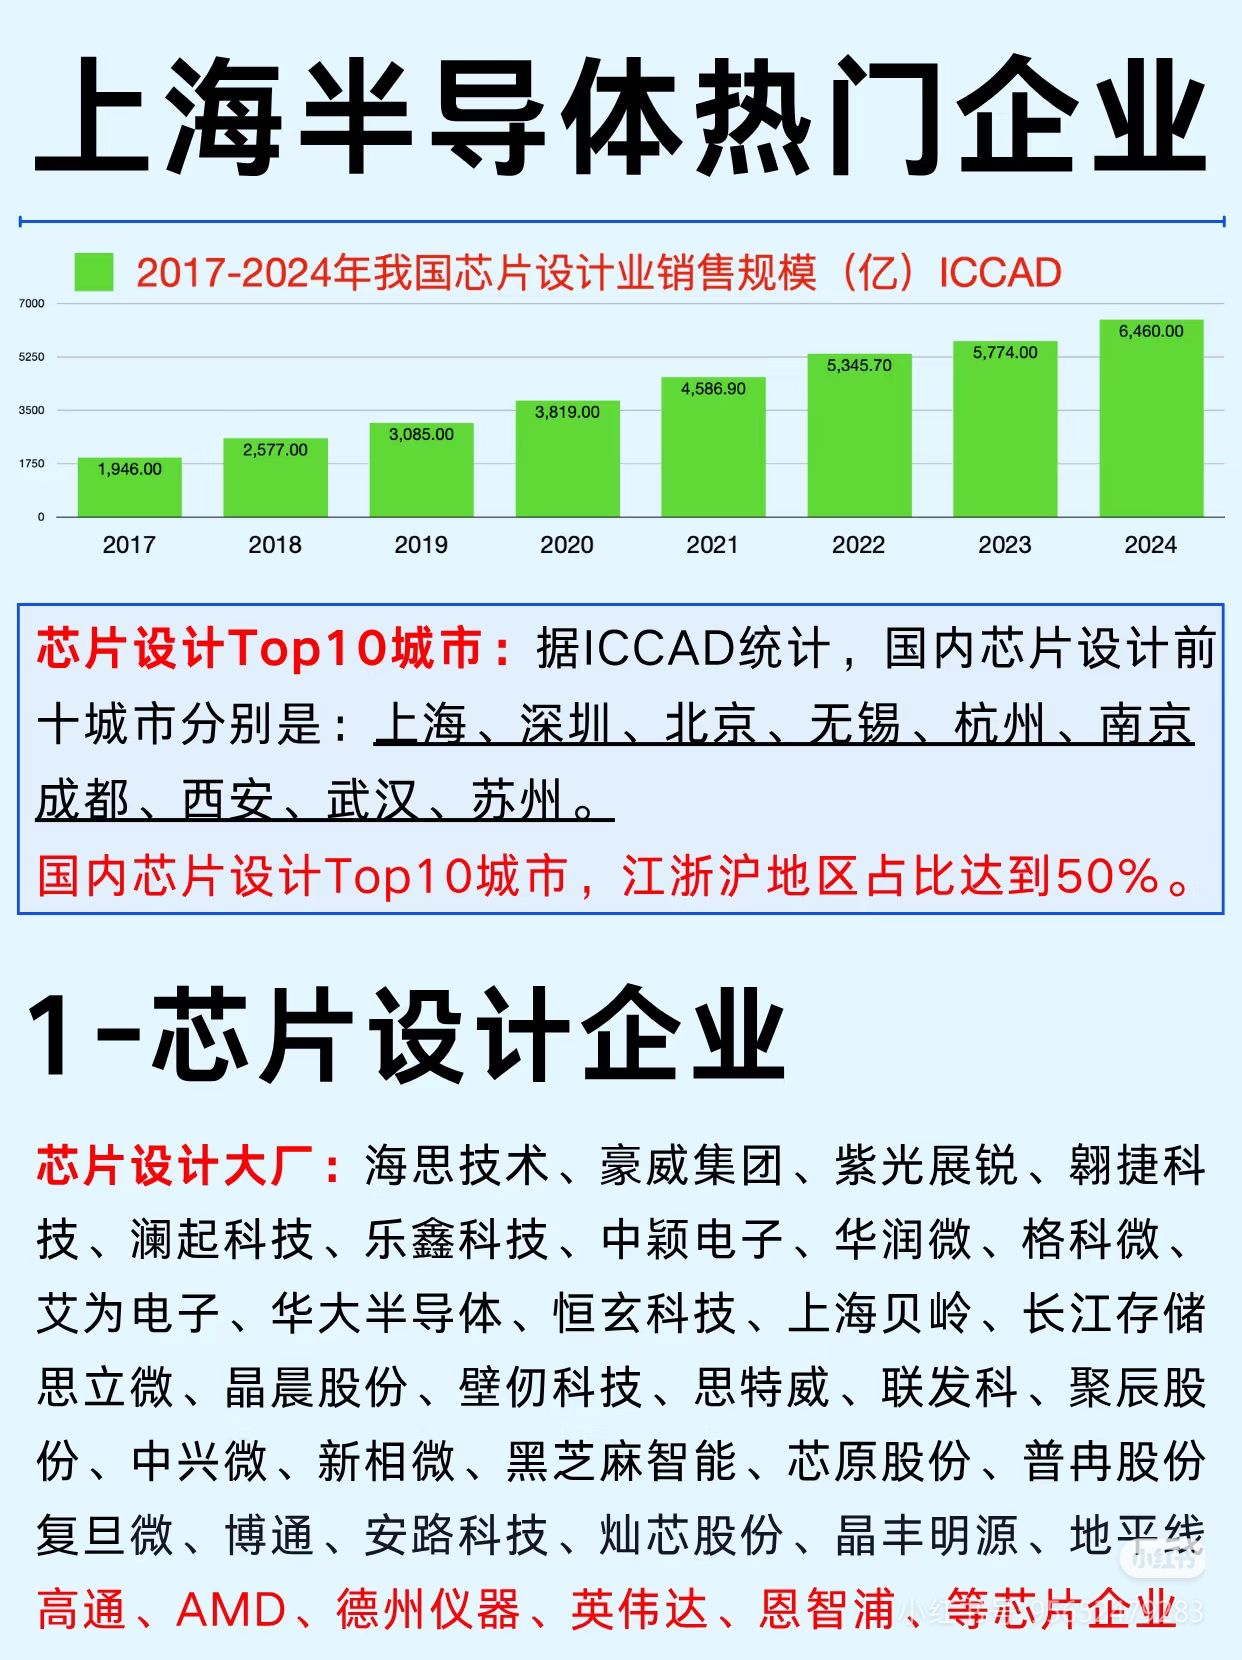 上海半导体热门企业
2017-2024年我国芯片设计业销售规模（亿）ICCAD
7000
5250
3500
1750
0
1,946.00
2,577.00
3,085.00
3,819.00
4,586.90
5,345.70
5,774.00
6,460.00
2017 2018 2019 2020 2021 2022 2023 2024
芯片设计Top10城市：据ICCAD统计，国内芯片设计前
十城市分别是：上海、深圳、北京、无锡、杭州、南京
成都、西安、武汉、苏州。
国内芯片设计Top10城市，江浙沪地区占比达到50%。
1-芯片设计企业
芯片设计大厂：海思技术、豪威集团、紫光展锐、翱捷科
技、澜起科技、乐鑫科技、中颖电子、华润微、格科微、
艾为电子、华大半导体、恒玄科技、上海贝岭、长江存储
思立微、晶晨股份、壁仞科技、思特威、联发科、聚辰股
份、中兴微、新相微、黑芝麻智能、芯原股份、普冉股份
复旦微、博通、安路科技、灿芯股份、晶丰明源、地平线
高通、AMD、德州仪器、英伟达、恩智浦、等芯片企业
小红书